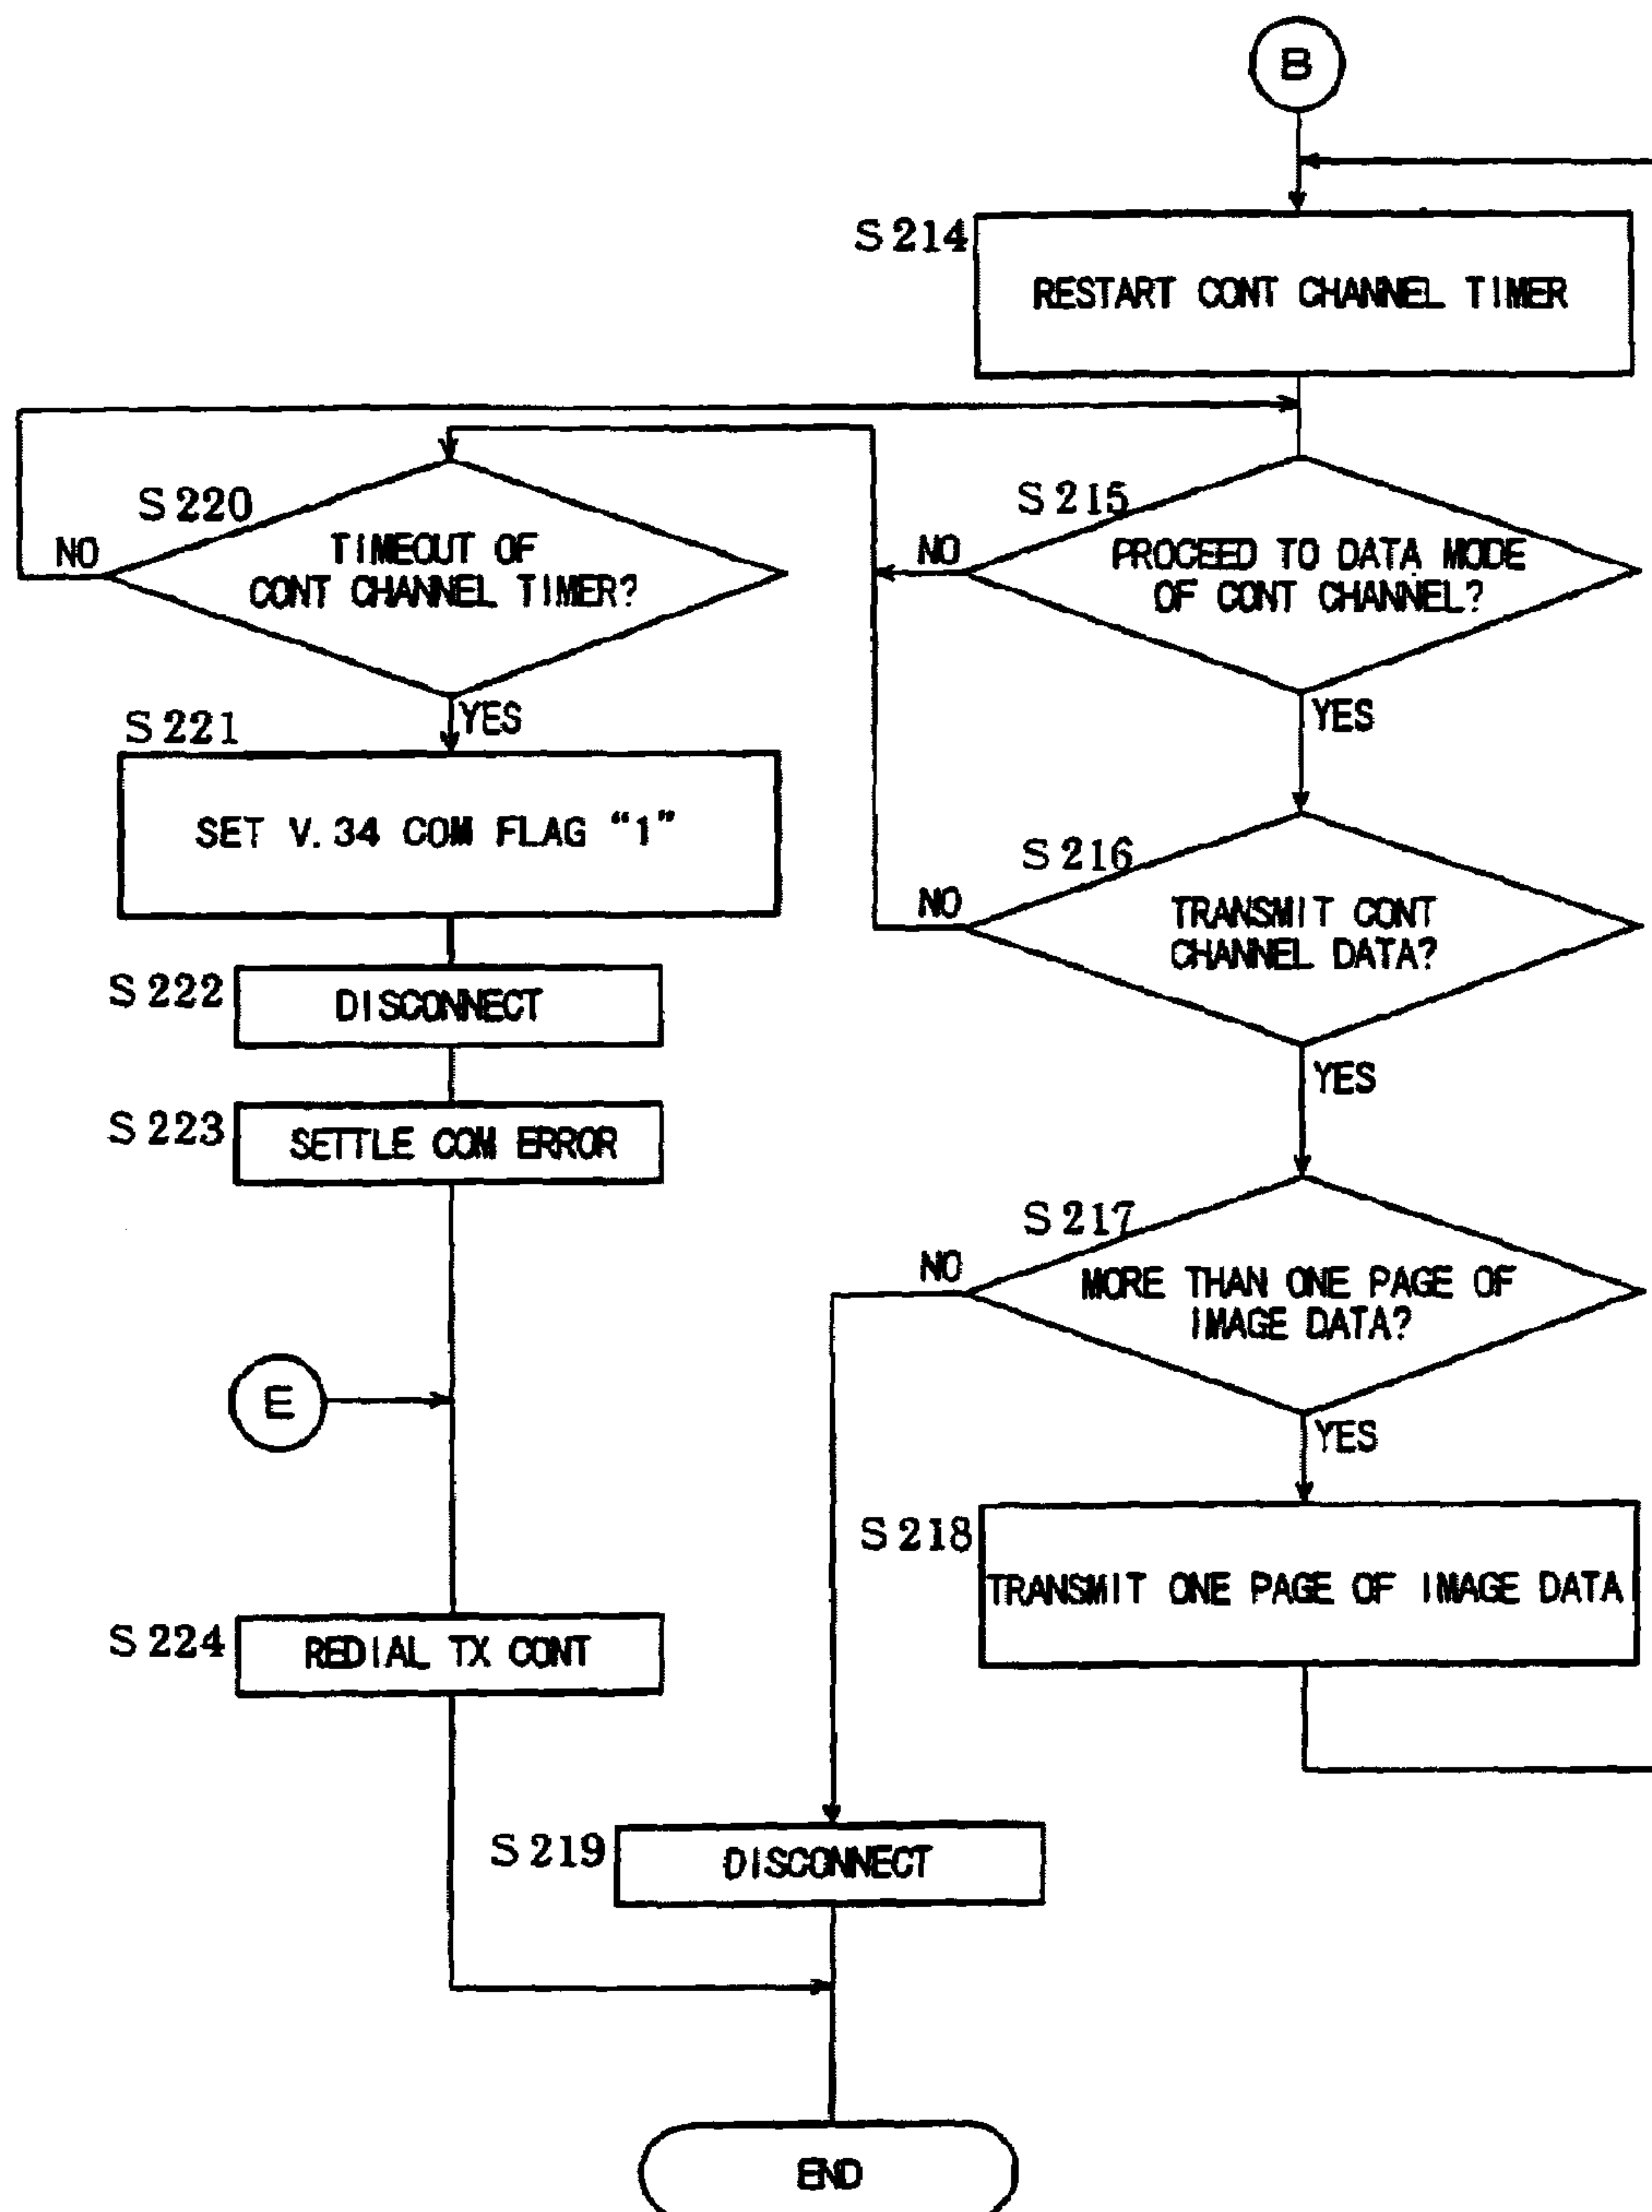 B
S214
RESTART CONT CHANNEL TIMER
S220
TIMEOUT OF
CONT CHANNEL TIMER?
NO
YES
S215
PROCEED TO DATA MODE
OF CONT CHANNEL?
NO
YES
S221
SET V.34 COM FLAG “1”
S216
TRANSMIT CONT
CHANNEL DATA?
NO
YES
S222
DISCONNECT
S223
SETTLE COM ERROR
S217
MORE THAN ONE PAGE OF
IMAGE DATA?
NO
YES
E
S218
TRANSMIT ONE PAGE OF IMAGE DATA
S224
REDIAL TX CONT
S219
DISCONNECT
END